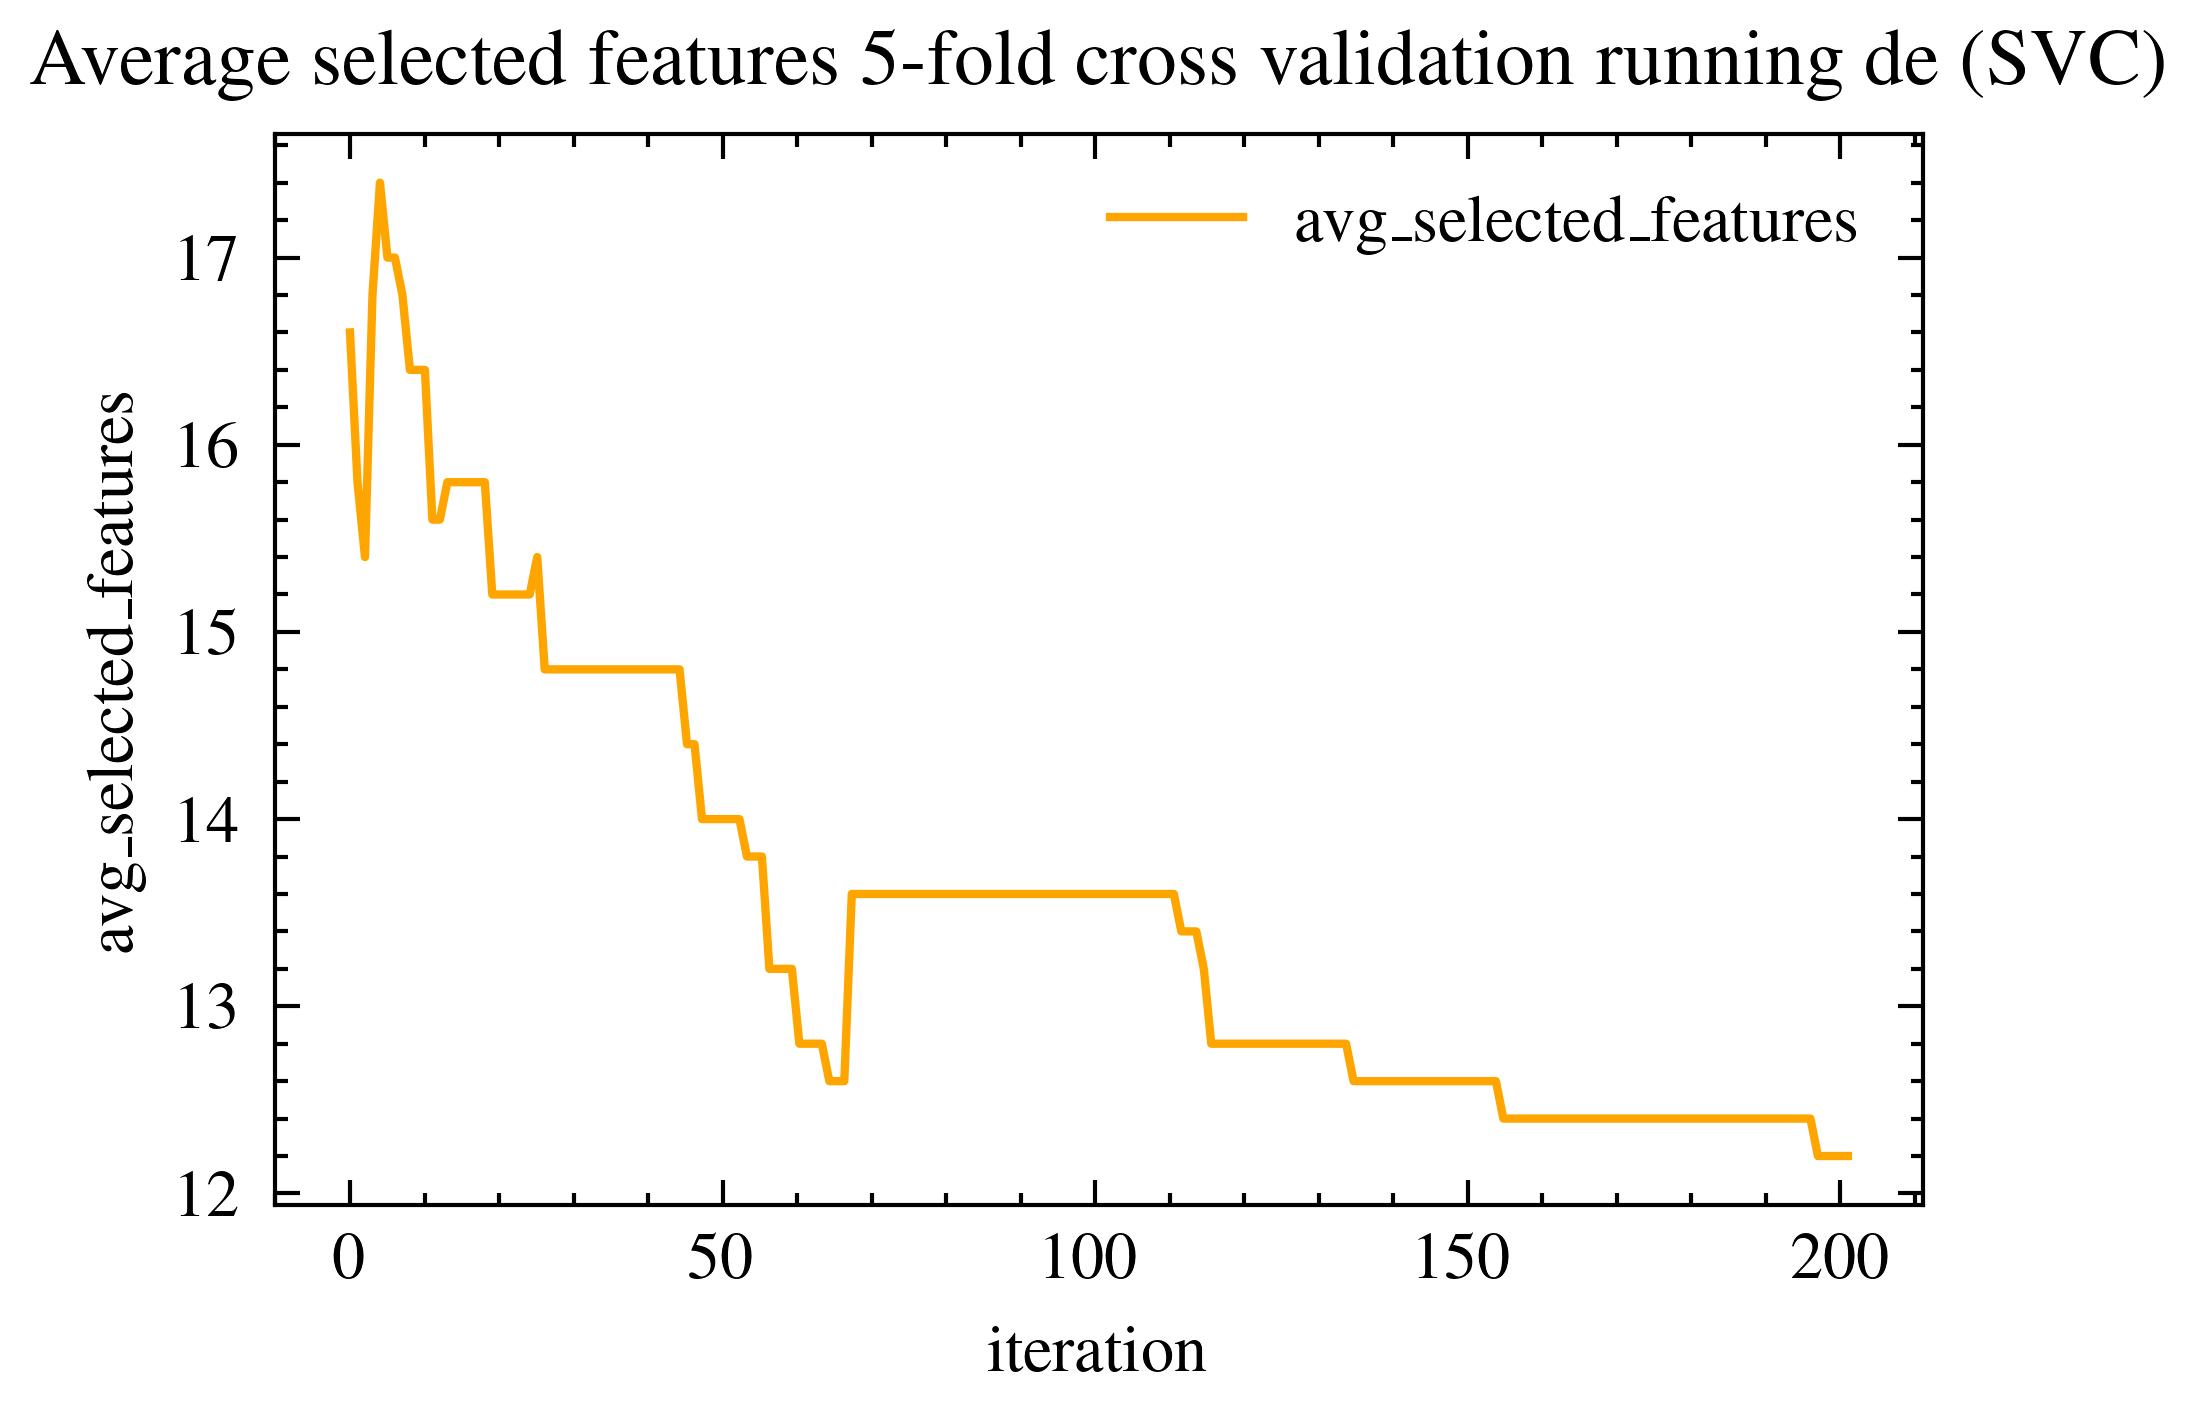 Average selected features 5-fold cross validation running de (SVC)
avg_selected_features
avg_selected_features
17
16
15
14
13
12
0 50 100 150 200
iteration